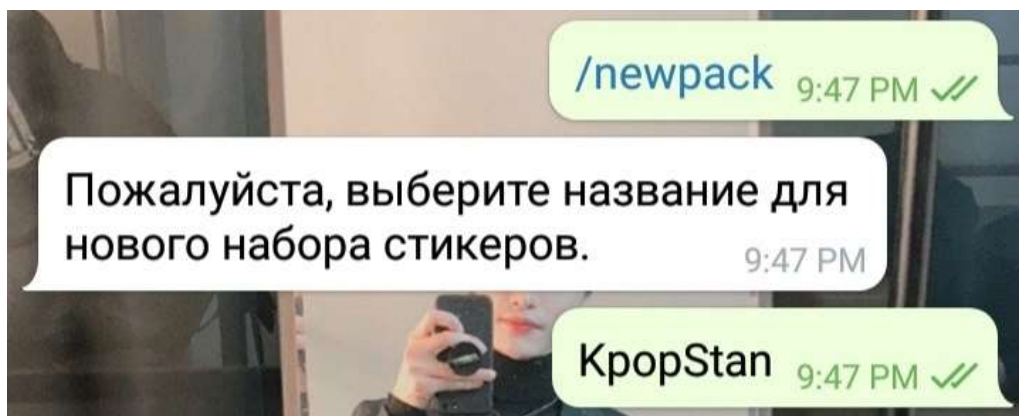 /newpack 9:47 PM
Пожалуйста, выберите название для
нового набора стикеров. 9:47 PM
KpopStan 9:47 PM